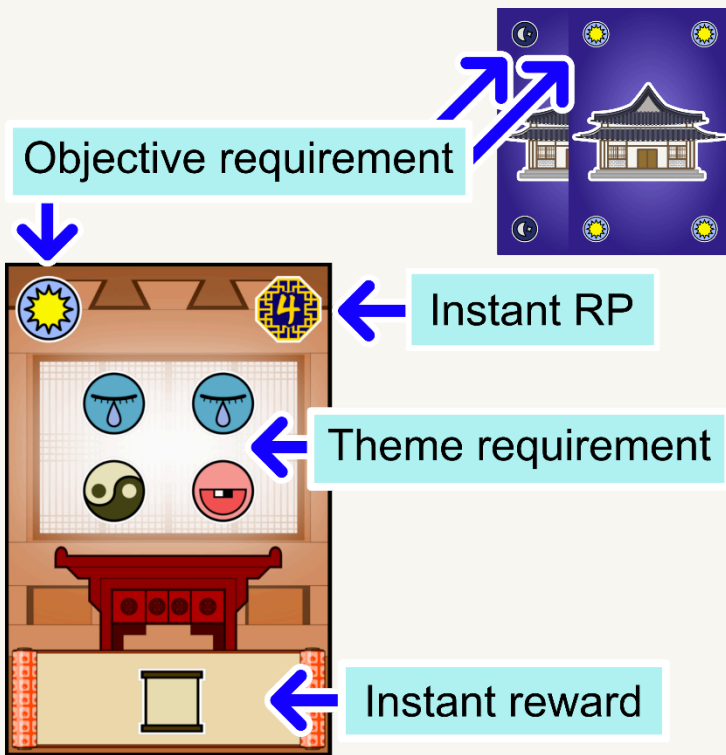 Objective requirement
4
Instant RP
Theme requirement
Instant reward